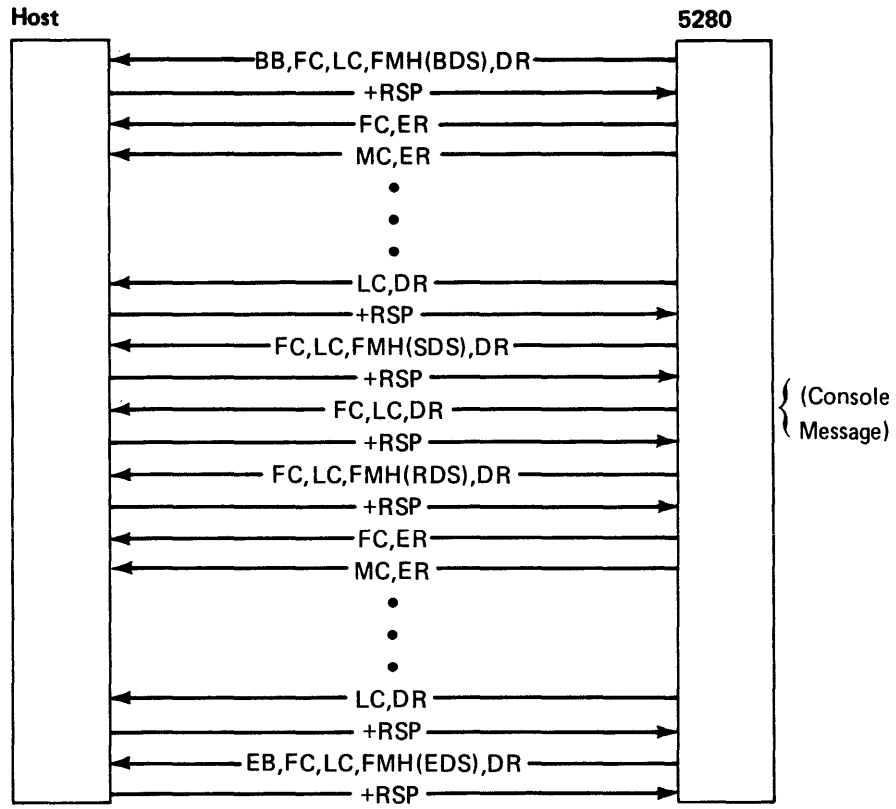 Host 5280
BB,FC,LC,FMH(BDS),DR
+RSP
FC,ER
MC,ER
LC,DR
+RSP
FC,LC,FMH(SDS),DR
+RSP
FC,LC,DR
+RSP
FC,LC,FMH(RDS),DR
+RSP
FC,ER
MC,ER
LC,DR
+RSP
EB,FC,LC,FMH(EDS),DR
+RSP
(Console
Message)